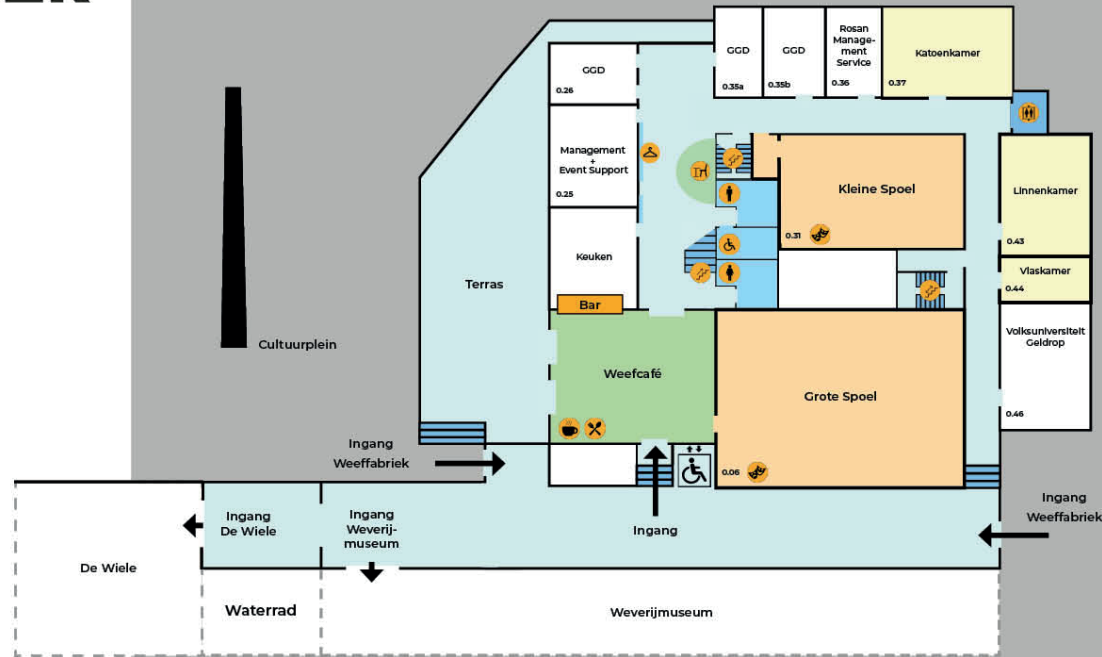 GGD
0.26
GGD
0.35a
GGD
0.35b
Rosan
Manage-
ment
Service
0.36
Katoenkamer
0.37
Management
+
Event Support
0.25
Kleine Spoel
0.31
Linnenkamer
0.43
Keuken
Vlaskamer
0.44
Terras
Bar
Volksuniversiteit
Geldrop
0.46
Cultuurplein
Weefcafé
Grote Spoel
0.06
Ingang
Weeffabriek
Ingang
De Wiele
Ingang
Weverij-
museum
Ingang
Ingang
Weeffabriek
De Wiele
Waterrad
Weverijmuseum